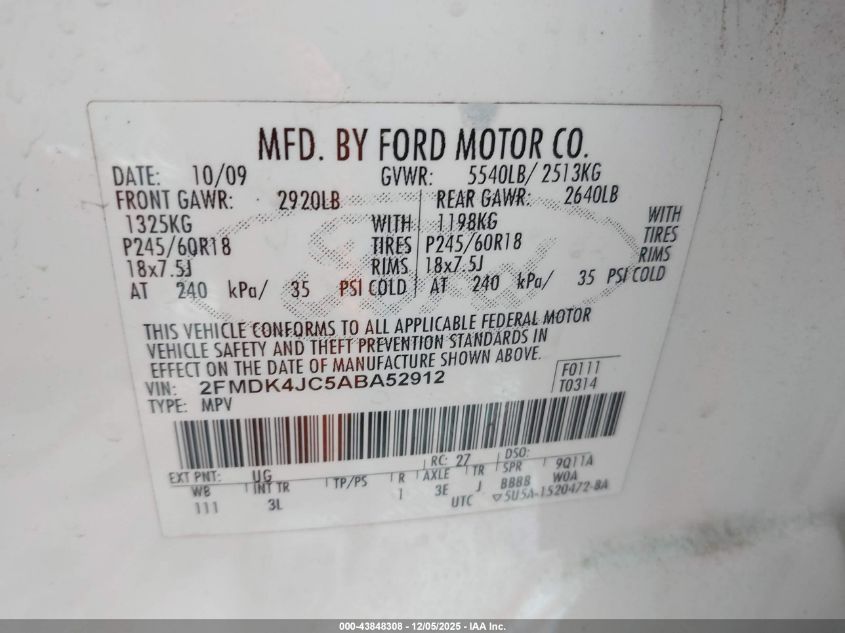 MFD. BY FORD MOTOR CO.
DATE: 10/09 GVWR: 5540LB/ 2513KG
FRONT GAWR: 2920LB REAR GAWR: 2640LB
1325KG WITH 1198KG WITH
P245/60R18 TIRES P245/60R18 TIRES
18x7.5J RIMS 18x7.5J RIMS
AT 240 kPa/ 35 PSI COLD AT 240 kPa/ 35 PSI COLD
THIS VEHICLE CONFORMS TO ALL APPLICABLE FEDERAL MOTOR
VEHICLE SAFETY AND THEFT PREVENTION STANDARDS IN
EFFECT ON THE DATE OF MANUFACTURE SHOWN ABOVE.
VIN: 2FMDK4JC5ABA52912 F0111
TYPE: MPV T0314
EXT PNT: UG RC: 27 DSO:
WB INT TR TP/PS R AXLE TR SPR 9Q11A
111 3L 1 3E J BBBB WOA
UTC ▽5U5A-1520472-BA
000-43848308 - 12/05/2025 - IAA Inc.